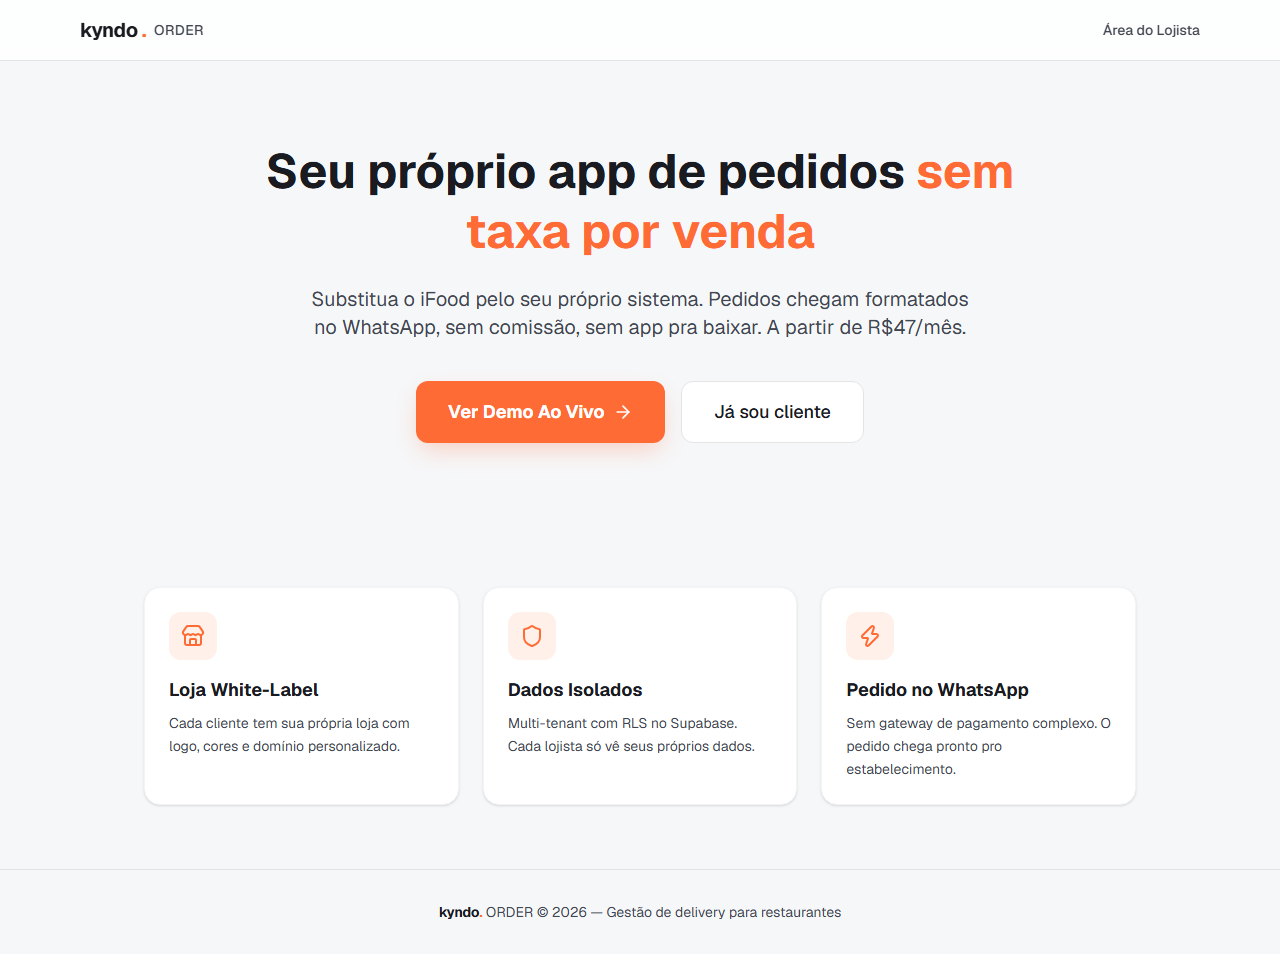 kyndo. ORDER
Área do Lojista
Seu próprio app de pedidos sem
taxa por venda
Substitua o iFood pelo seu próprio sistema. Pedidos chegam formatados
no WhatsApp, sem comissão, sem app pra baixar. A partir de R$47/mês.
Ver Demo Ao Vivo →
Já sou cliente
Loja White-Label
Cada cliente tem sua própria loja com
logo, cores e domínio personalizado.
Dados Isolados
Multi-tenant com RLS no Supabase.
Cada lojista só vê seus próprios dados.
Pedido no WhatsApp
Sem gateway de pagamento complexo. O
pedido chega pronto pro
estabelecimento.
kyndo. ORDER © 2026 — Gestão de delivery para restaurantes